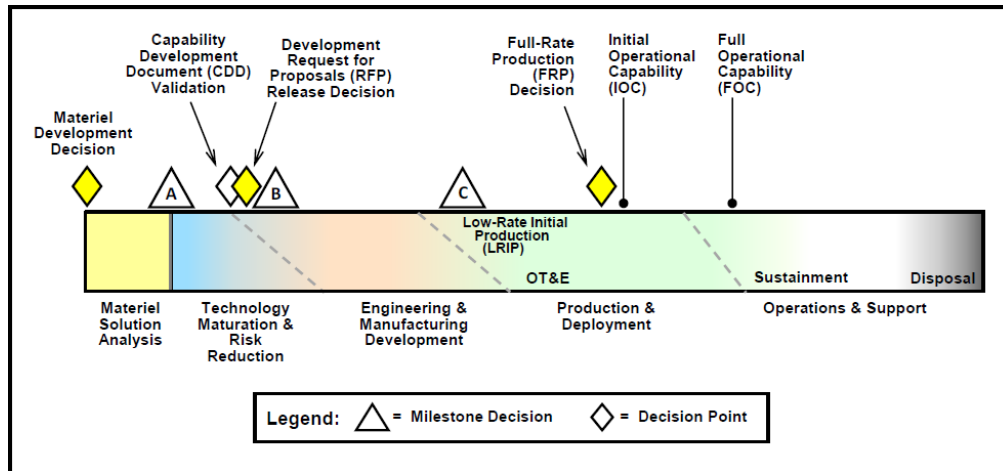 Capability
Development
Document (CDD)
Validation
Development
Request for
Proposals (RFP)
Release Decision
Full-Rate
Production
(FRP)
Decision
Initial
Operational
Capability
(IOC)
Full
Operational
Capability
(FOC)
Materiel
Development
Decision
A
B
C
Low-Rate Initial
Production
(LRIP)
OT&E
Sustainment
Disposal
Materiel
Solution
Analysis
Technology
Maturation &
Risk
Reduction
Engineering &
Manufacturing
Development
Production &
Deployment
Operations & Support
Legend: = Milestone Decision = Decision Point